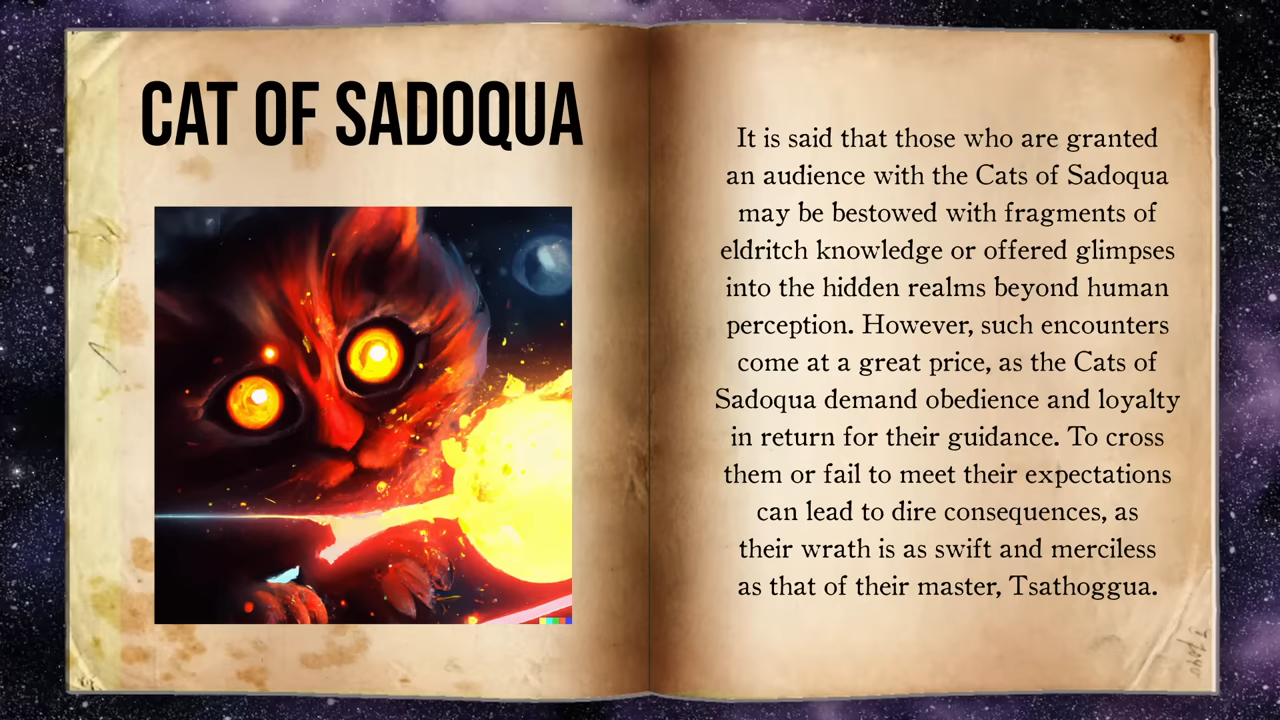 CAT OF SADOQUA
It is said that those who are granted
an audience with the Cats of Sadoqua
may be bestowed with fragments of
eldritch knowledge or offered glimpses
into the hidden realms beyond human
perception. However, such encounters
come at a great price, as the Cats of
Sadoqua demand obedience and loyalty
in return for their guidance. To cross
them or fail to meet their expectations
can lead to dire consequences, as
their wrath is as swift and merciless
as that of their master, Tsathoggua.